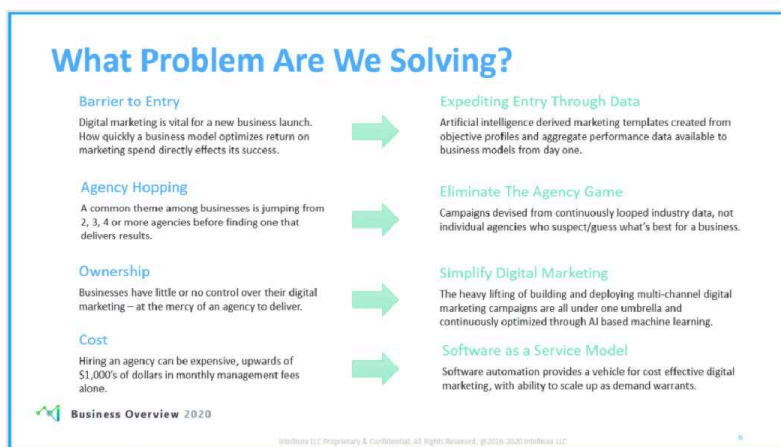 What Problem Are We Solving?
Barrier to Entry
Digital marketing is vital for a new business launch.
How quickly a business model optimizes return on
marketing spend directly effects its success.
Expediting Entry Through Data
Artificial intelligence derived marketing templates created from
objective profiles and aggregate performance data available to
business models from day one.
Agency Hopping
A common theme among businesses is jumping from
2, 3, 4 or more agencies before finding one that
delivers results.
Eliminate The Agency Game
Campaigns devised from continuously looped industry data, not
individual agencies who suspect/guess what's best for a business.
Ownership
Businesses have little or no control over their digital
marketing – at the mercy of an agency to deliver.
Simplify Digital Marketing
The heavy lifting of building and deploying multi-channel digital
marketing campaigns are all under one umbrella and
continuously optimized through AI based machine learning.
Cost
Hiring an agency can be expensive, upwards of
$1,000's of dollars in monthly management fees
alone.
Software as a Service Model
Software automation provides a vehicle for cost effective digital
marketing, with ability to scale up as demand warrants.
Business Overview 2020
LLC Proprietary & Confidential. All Rights Reserved. @2016-2020 LLC